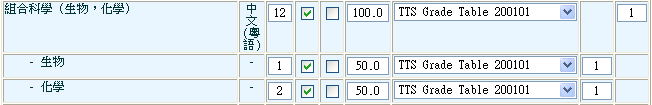 組合科學（生物，化學） 中文(粵語) 12 100.0 TTS Grade Table 200101 1
- 生物 - 1 50.0 TTS Grade Table 200101 1
- 化學 - 2 50.0 TTS Grade Table 200101 1